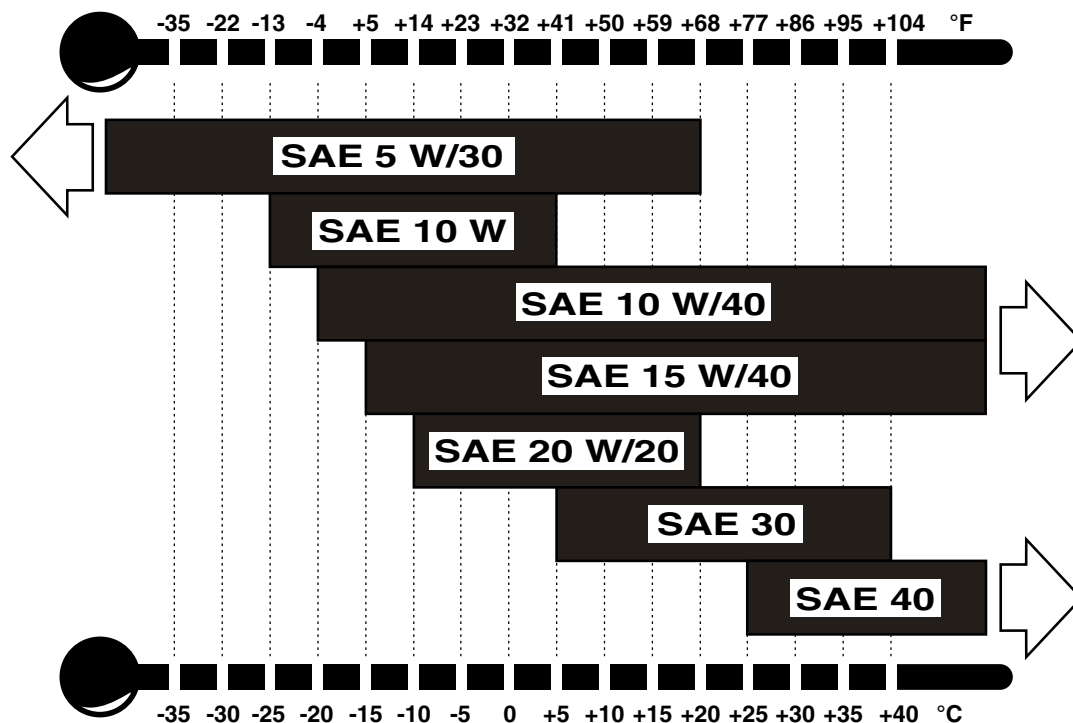 -35 -22 -13 -4 +5 +14 +23 +32 +41 +50 +59 +68 +77 +86 +95 +104 °F
SAE 5 W/30
SAE 10 W
SAE 10 W/40
SAE 15 W/40
SAE 20 W/20
SAE 30
SAE 40
-35 -30 -25 -20 -15 -10 -5 0 +5 +10 +15 +20 +25 +30 +35 +40 °C